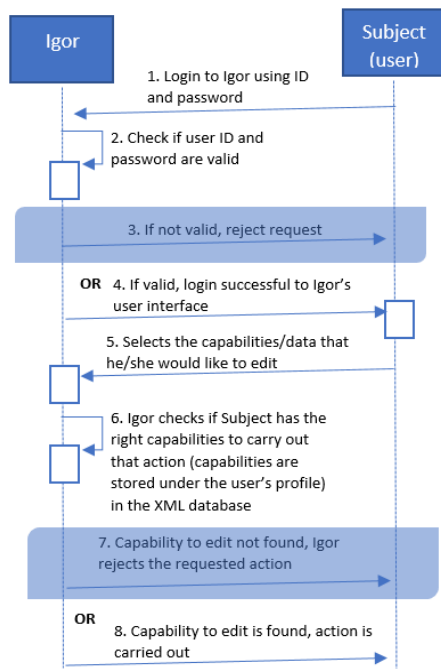 Igor
Subject
(user)
1. Login to Igor using ID
and password
2. Check if user ID and
password are valid
3. If not valid, reject request
OR 4. If valid, login successful to Igor’s
user interface
5. Selects the capabilities/data that
he/she would like to edit
6. Igor checks if Subject has the
right capabilities to carry out
that action (capabilities are
stored under the user’s profile)
in the XML database
7. Capability to edit not found, Igor
rejects the requested action
OR
8. Capability to edit is found, action is
carried out